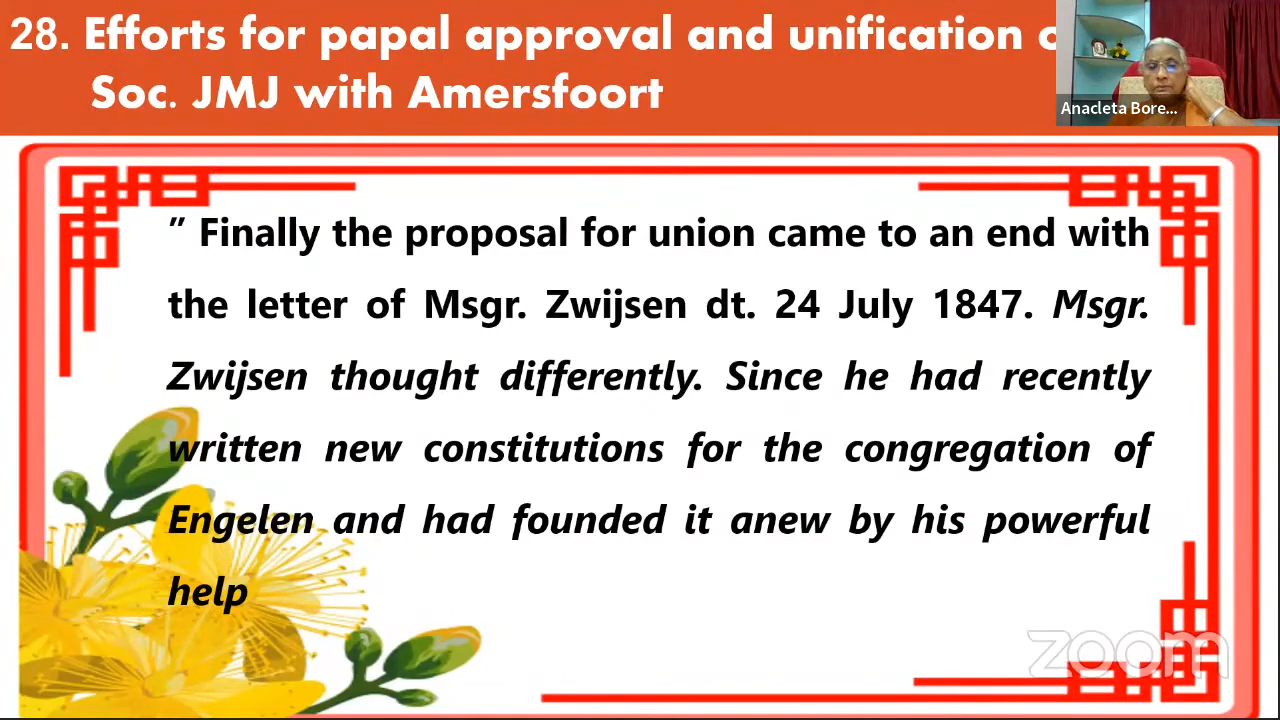 28. Efforts for papal approval and unification
Soc. JMJ with Amersfoort
Anacleta Bore...
” Finally the proposal for union came to an end with
the letter of Msgr. Zwijsen dt. 24 July 1847. Msgr.
Zwijsen thought differently. Since he had recently
written new constitutions for the congregation of
Engelen and had founded it anew by his powerful
help
zoom